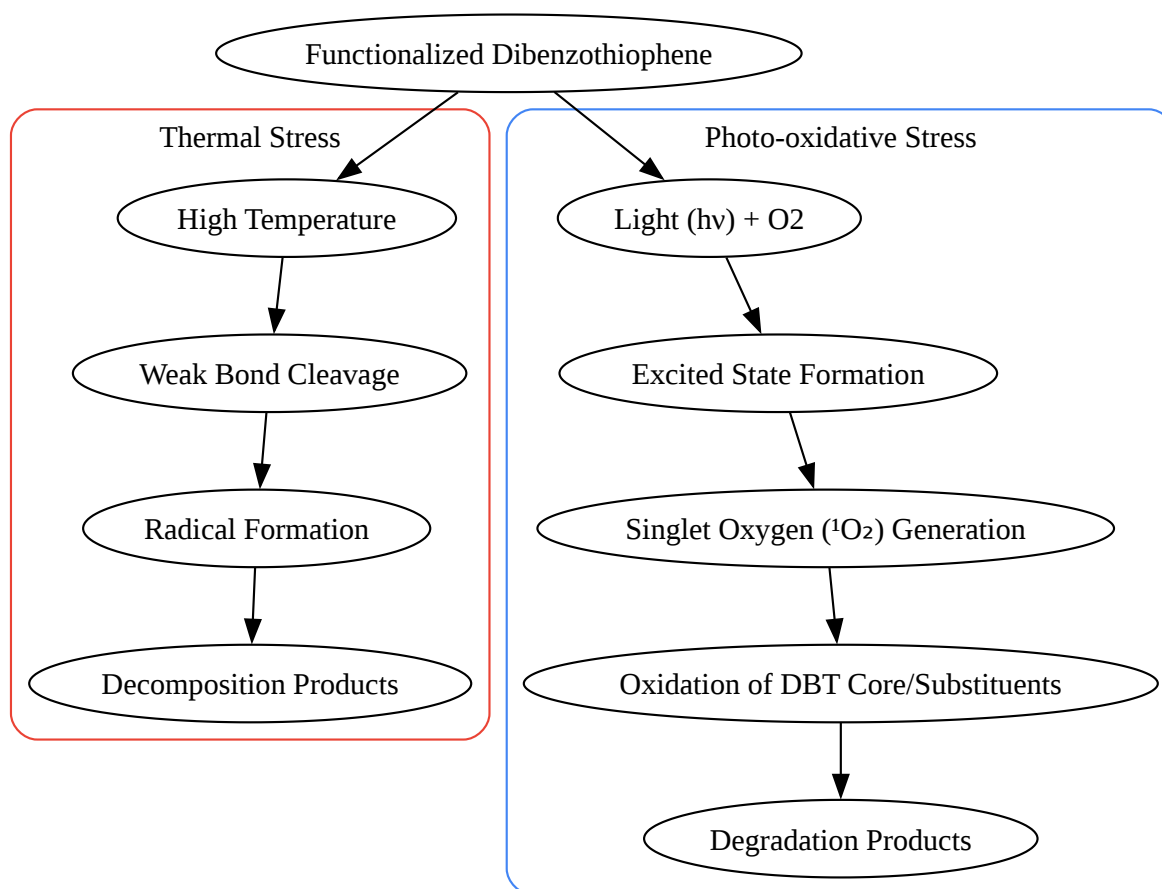 Functionalized Dibenzothiophene
Thermal Stress
High Temperature
Weak Bond Cleavage
Radical Formation
Decomposition Products
Photo-oxidative Stress
Light (hν) + O2
Excited State Formation
Singlet Oxygen (¹O₂) Generation
Oxidation of DBT Core/Substituents
Degradation Products